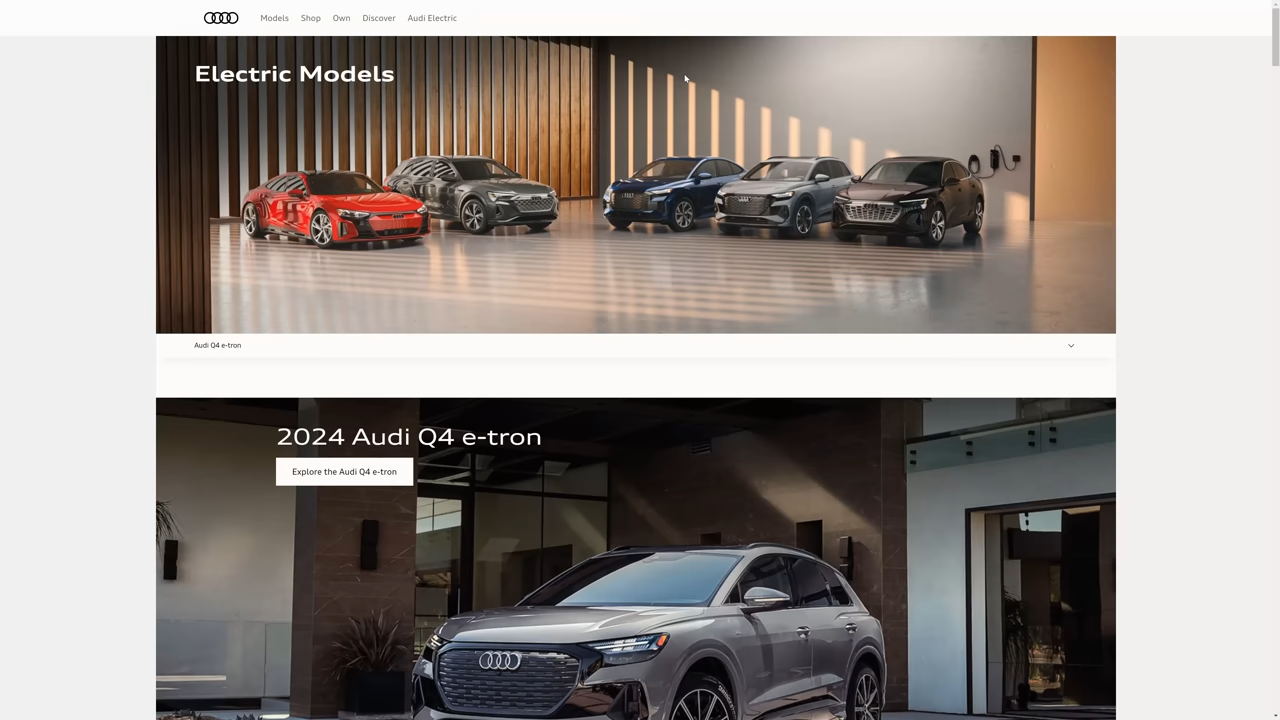 Models Shop Own Discover Audi Electric
Electric Models
Audi Q4 e-tron
2024 Audi Q4 e-tron
Explore the Audi Q4 e-tron